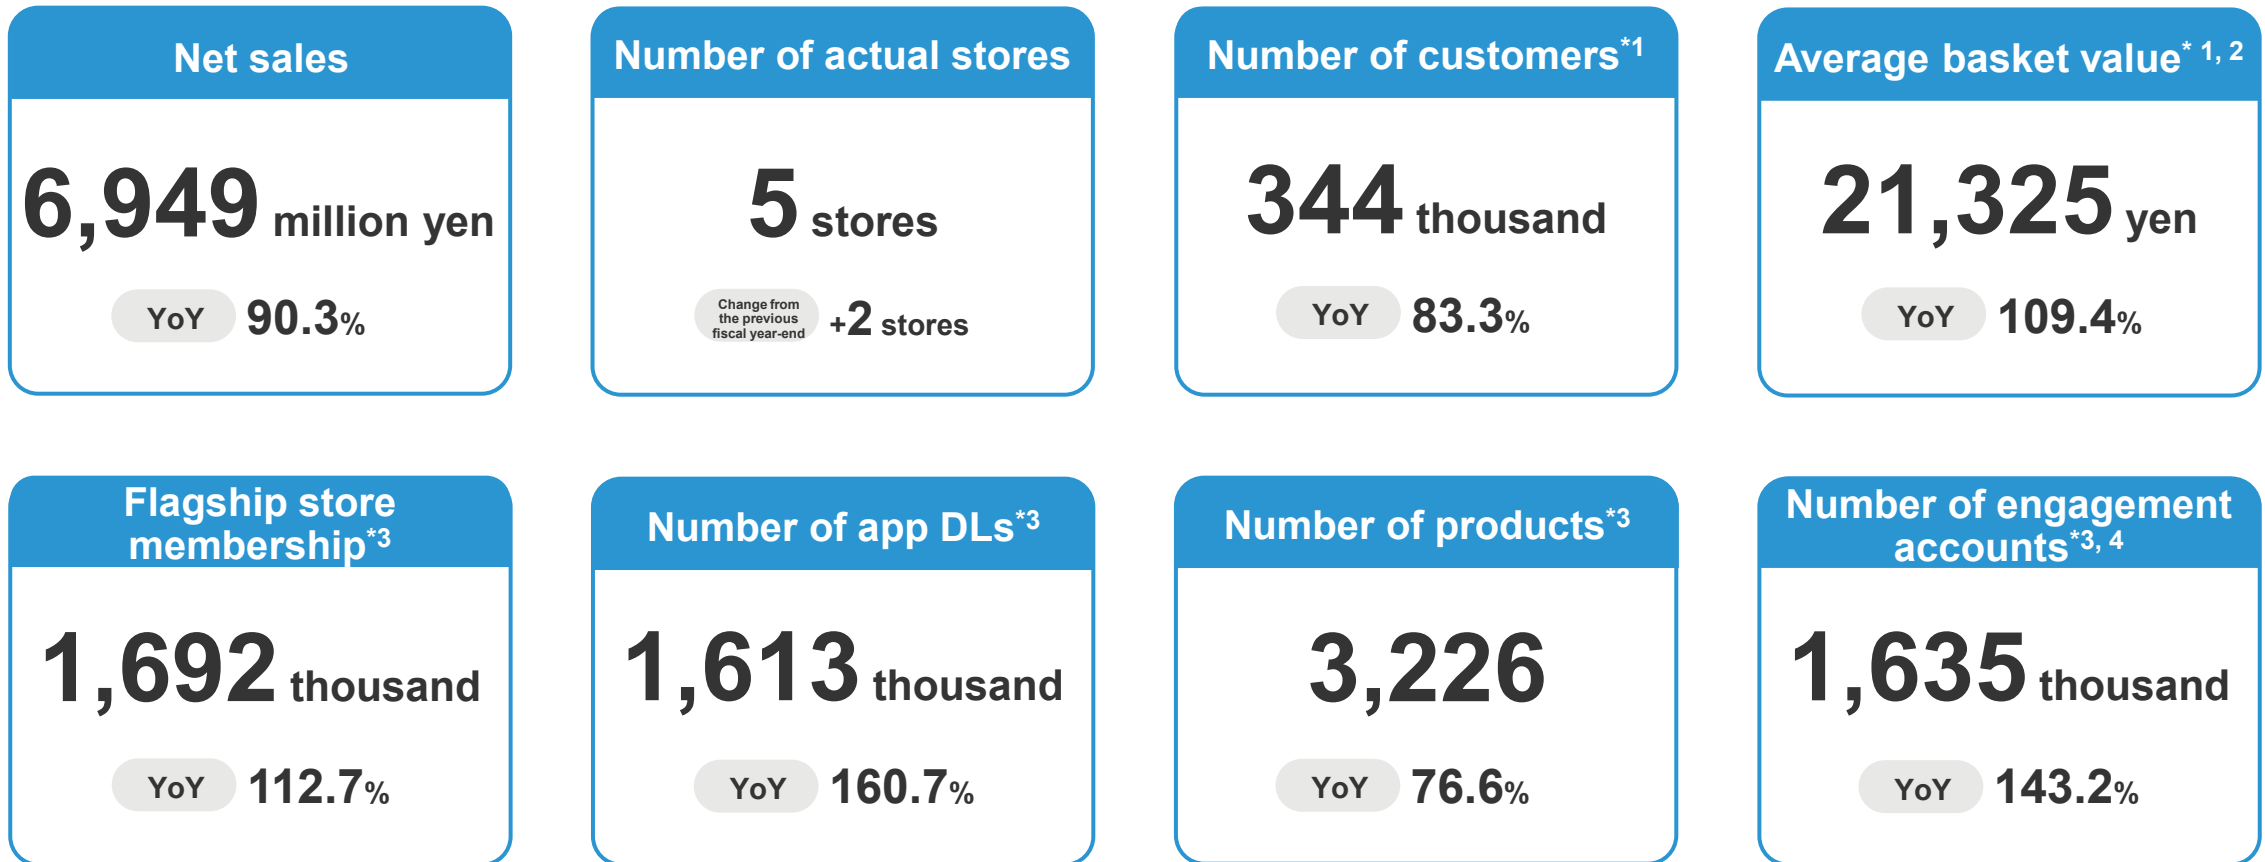 Net sales
6,949 million yen
YoY 90.3%
Number of actual stores
5 stores
Change from
the previous
fiscal year-end
+2 stores
Number of customers*1
344 thousand
YoY 83.3%
Average basket value* 1, 2
21,325 yen
YoY 109.4%
Flagship store
membership*3
1,692 thousand
YoY 112.7%
Number of app DLs*3
1,613 thousand
YoY 160.7%
Number of products*3
3,226
YoY 76.6%
Number of engagement
accounts*3, 4
1,635 thousand
YoY 143.2%